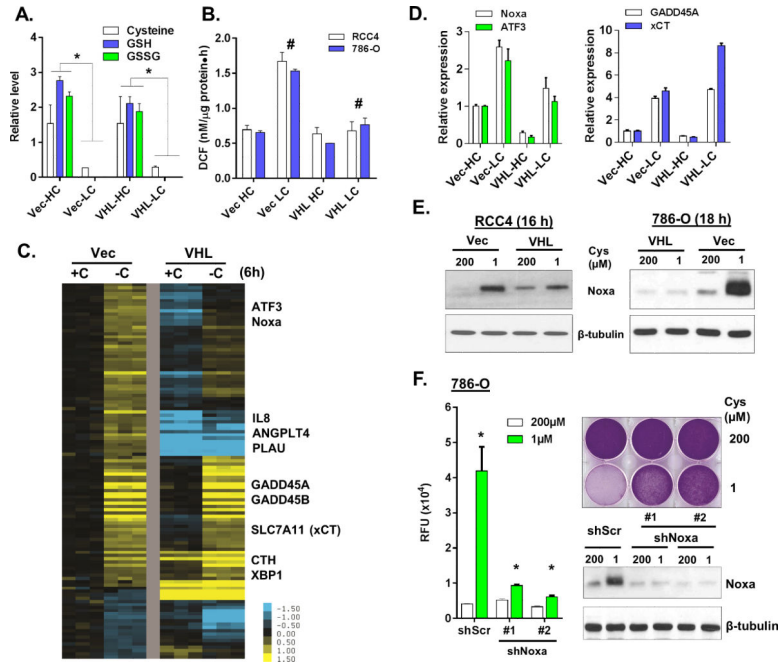 A.
Cysteine
GSH
GSSG
Relative level
4
3
2
1
0
*
*
Vec-HC
Vec-LC
VHL-HC
VHL-LC
B.
RCC4
786-O
DCF (nM/µg protein•h)
2.0
1.5
1.0
0.5
0.0
#
#
Vec HC
Vec LC
VHL HC
VHL LC
C.
Vec
VHL
+C
-C
+C
-C
(6h)
ATF3
Noxa
IL8
ANGPLT4
PLAU
GADD45A
GADD45B
SLC7A11 (xCT)
CTH
XBP1
-1.50
-1.00
-0.50
0.00
0.50
1.00
1.50
D.
Noxa
ATF3
Relative expression
4
3
2
1
0
Vec-HC
Vec-LC
VHL-HC
VHL-LC
GADD45A
xCT
Relative expression
10
8
6
4
2
0
Vec-HC
Vec-LC
VHL-HC
VHL-LC
E.
RCC4 (16 h)
786-O (18 h)
Vec
VHL
Cys
(µM)
VHL
Vec
200
1
200
1
200
1
200
1
Noxa
β-tubulin
F.
786-O
200µM
1µM
RFU (x10⁴)
6
5
4
3
2
1
0
*
*
*
shScr
#1
#2
shNoxa
Cys
(µM)
200
1
#1
#2
shScr
shNoxa
200
1
200
1
200
1
Noxa
β-tubulin